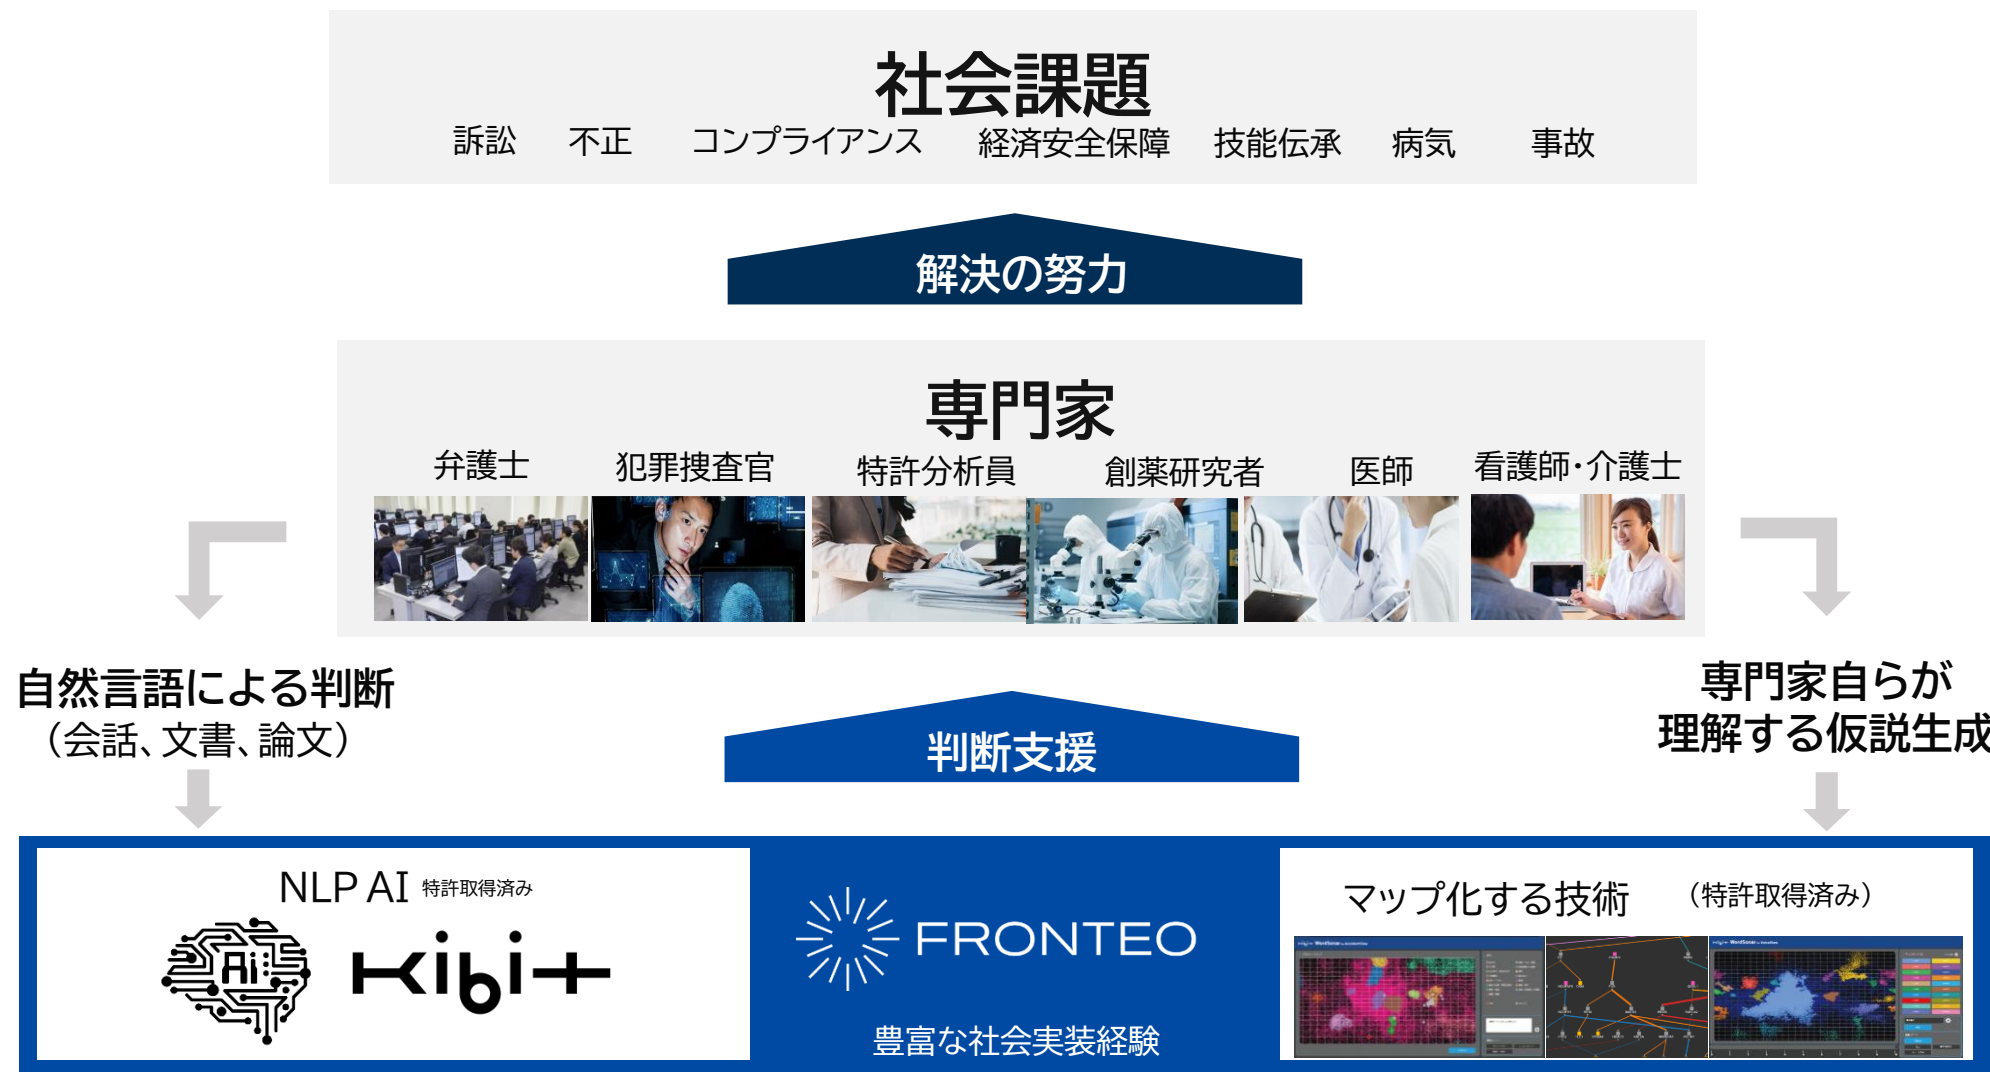 社会課題
訴訟 不正 コンプライアンス 経済安全保障 技能伝承 病気 事故
解決の努力
専門家
弁護士 犯罪捜査官 特許分析員 創薬研究者 医師 看護師・介護士
自然言語による判断
(会話、文書、論文)
専門家自らが
理解する仮説生成
判断支援
NLP AI 特許取得済み
Ai
Kibit
FRONTEO
豊富な社会実装経験
マップ化する技術 (特許取得済み)
WordSonar
WordSonar